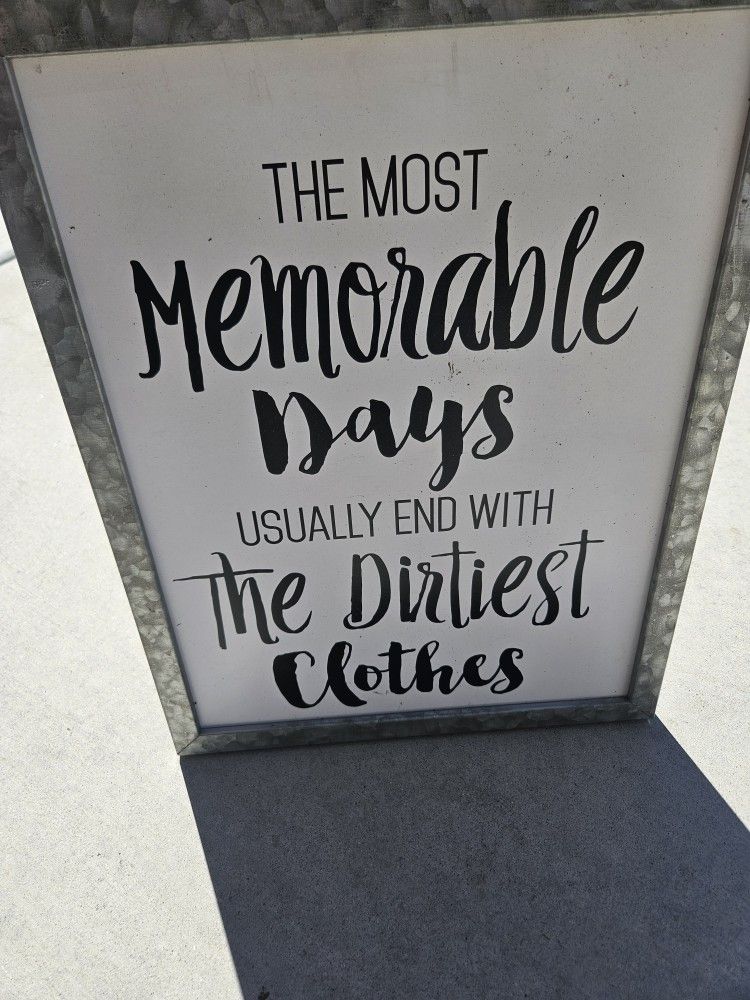 THE MOST
Memorable
Days
USUALLY END WITH
The Dirtiest
Clothes